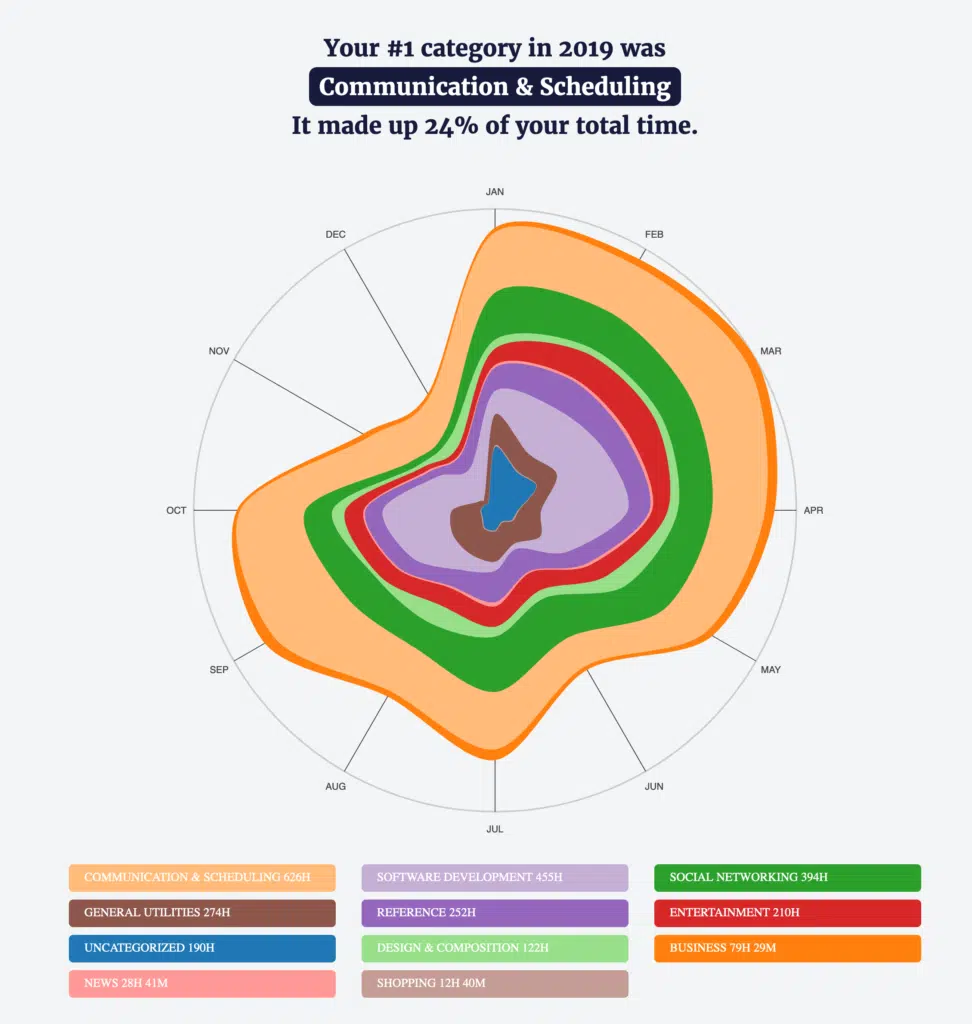 Your #1 category in 2019 was
Communication & Scheduling
It made up 24% of your total time.
JAN
FEB
MAR
APR
MAY
JUN
JUL
AUG
SEP
OCT
NOV
DEC
COMMUNICATION & SCHEDULING 626H
SOFTWARE DEVELOPMENT 455H
SOCIAL NETWORKING 394H
GENERAL UTILITIES 274H
REFERENCE 252H
ENTERTAINMENT 210H
UNCATEGORIZED 190H
DESIGN & COMPOSITION 122H
BUSINESS 79H 29M
NEWS 28H 41M
SHOPPING 12H 40M